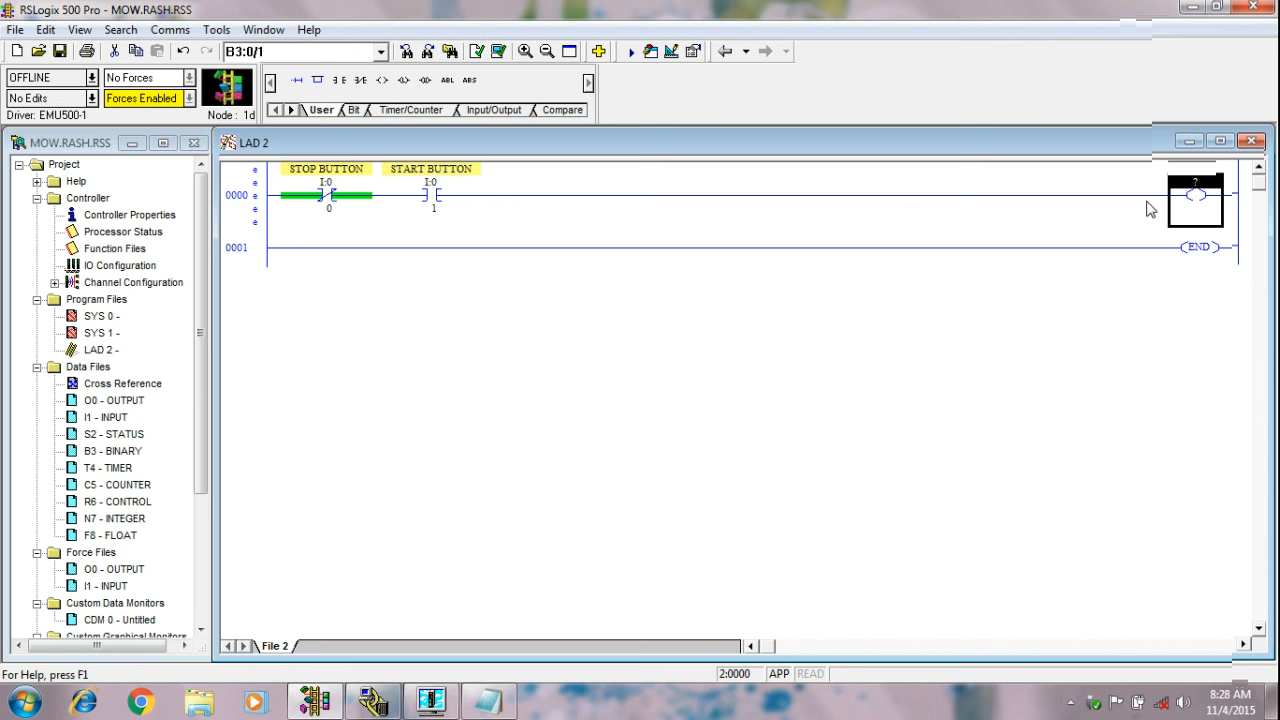 RSLogix 500 Pro - MOW.RASH.RSS
File Edit View Search Comms Tools Window Help
B3:0/1
OFFLINE No Forces
No Edits Forces Enabled
Driver: EMU500-1 Node : 1d
ABL ABS
User Bit Timer/Counter Input/Output Compare
MOW.RASH.RSS
Project
Help
Controller
Controller Properties
Processor Status
Function Files
IO Configuration
Channel Configuration
Program Files
SYS 0 -
SYS 1 -
LAD 2 -
Data Files
Cross Reference
O0 - OUTPUT
I1 - INPUT
S2 - STATUS
B3 - BINARY
T4 - TIMER
C5 - COUNTER
R6 - CONTROL
N7 - INTEGER
F8 - FLOAT
Force Files
O0 - OUTPUT
I1 - INPUT
Custom Data Monitors
CDM 0 - Untitled
Custom Graphical Monitors
LAD 2
STOP BUTTON START BUTTON
e
e I:0 I:0 ?
0000 e
e 0 1
0001 END
File 2
For Help, press F1
2:0000 APP READ
8:28 AM
11/4/2015